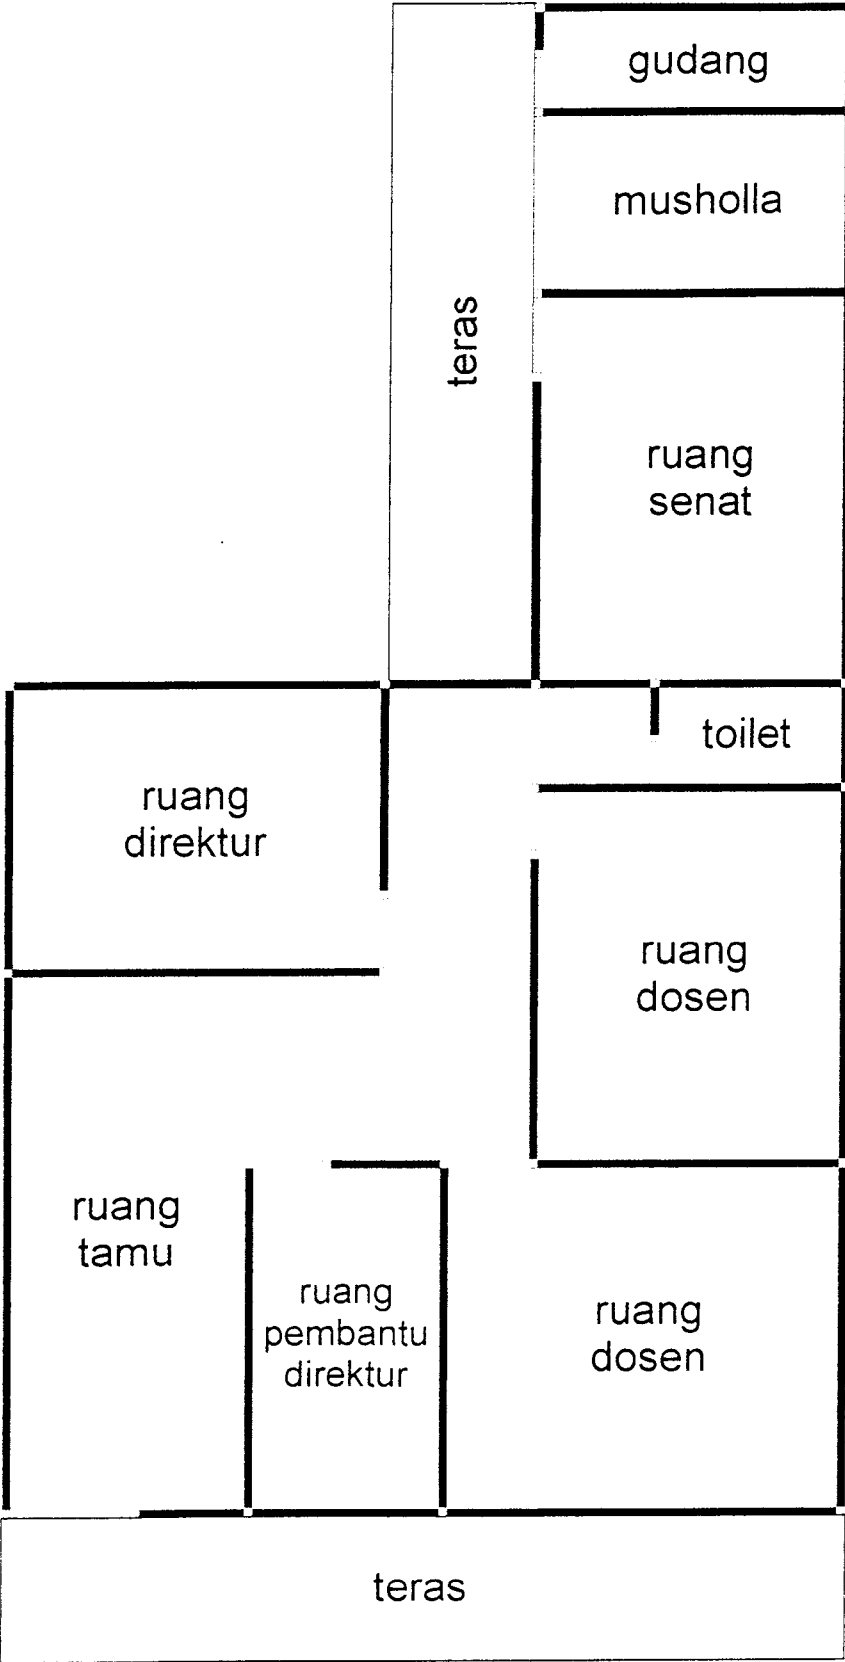 gudang
musholla
teras
ruang
senat
toilet
ruang
direktur
ruang
dosen
ruang
tamu
ruang
pembantu
direktur
ruang
dosen
teras